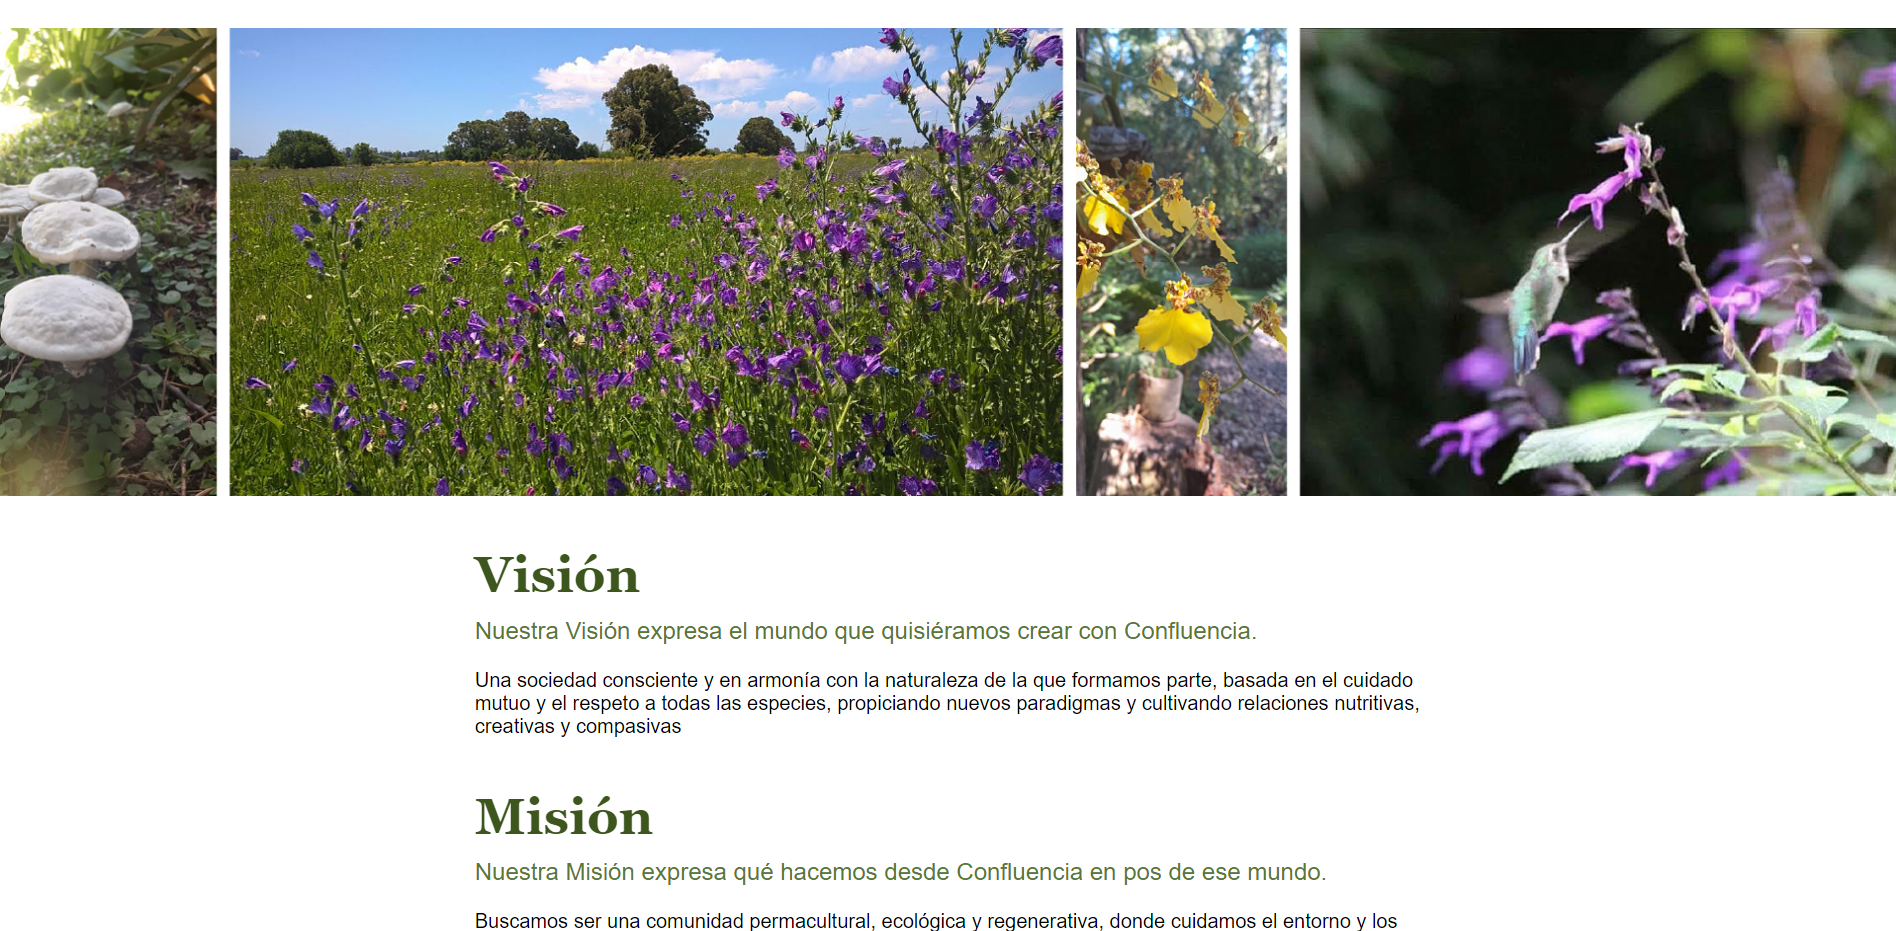 Visión
Nuestra Visión expresa el mundo que quisiéramos crear con Confluencia.
Una sociedad consciente y en armonía con la naturaleza de la que formamos parte, basada en el cuidado
mutuo y el respeto a todas las especies, propiciando nuevos paradigmas y cultivando relaciones nutritivas,
creativas y compasivas
Misión
Nuestra Misión expresa qué hacemos desde Confluencia en pos de ese mundo.
Buscamos ser una comunidad permacultural, ecológica y regenerativa, donde cuidamos el entorno y los